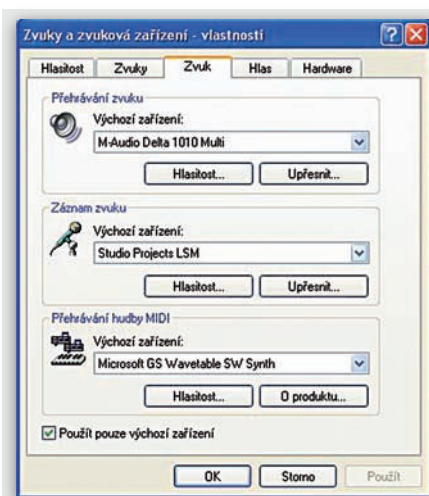 Zvuky a zvuková zařízení - vlastnosti
Hlasitost Zvuky Zvuk Hlas Hardware
Přehrávání zvuku
Výchozí zařízení:
M-Audio Delta 1010 Multi
Hlasitost... Upřesnit...
Záznam zvuku
Výchozí zařízení:
Studio Projects LSM
Hlasitost... Upřesnit...
Přehrávání hudby MIDI
Výchozí zařízení:
Microsoft GS Wavetable SW Synth
Hlasitost... O produktu...
Použít pouze výchozí zařízení
OK Storno Použít